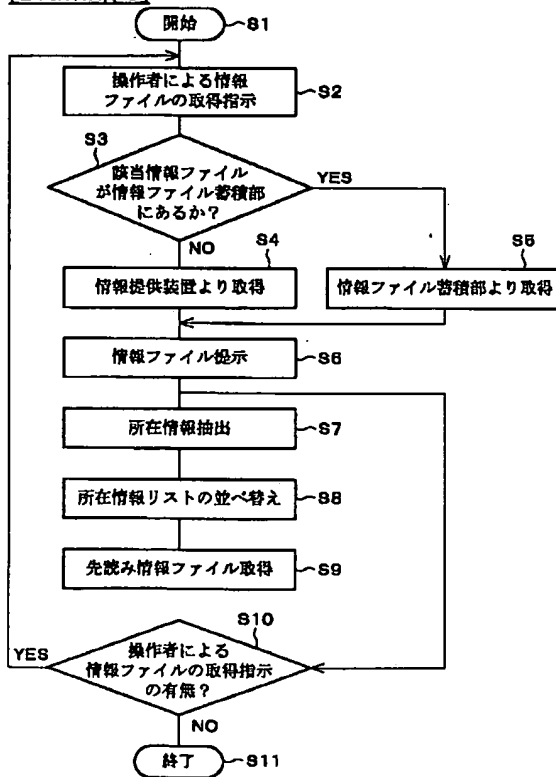 開始
S1
操作者による情報
ファイルの取得指示
S2
S3
該当情報ファイル
が情報ファイル蓄積部
にあるか？
YES
NO
S4
情報提供装置より取得
S5
情報ファイル蓄積部より取得
情報ファイル提示
S6
所在情報抽出
S7
所在情報リストの並べ替え
S8
先読み情報ファイル取得
S9
S10
YES
操作者による
情報ファイルの取得指示
の有無？
NO
終了
S11